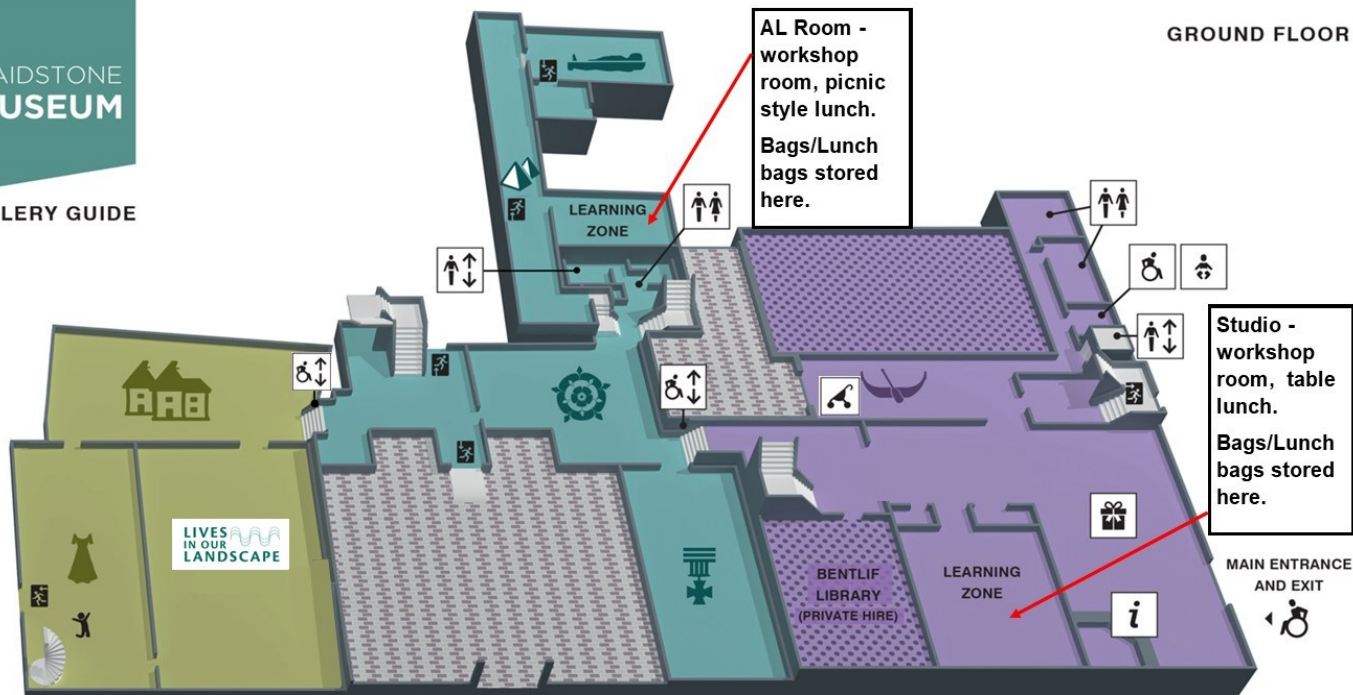 AIDSTONE
USEUM
LERY GUIDE
GROUND FLOOR
AL Room -
workshop
room, picnic
style lunch.
Bags/Lunch
bags stored
here.
LEARNING
ZONE
Studio -
workshop
room, table
lunch.
Bags/Lunch
bags stored
here.
LIVES
IN OUR
LANDSCAPE
BENTLIF
LIBRARY
(PRIVATE HIRE)
LEARNING
ZONE
i
MAIN ENTRANCE
AND EXIT